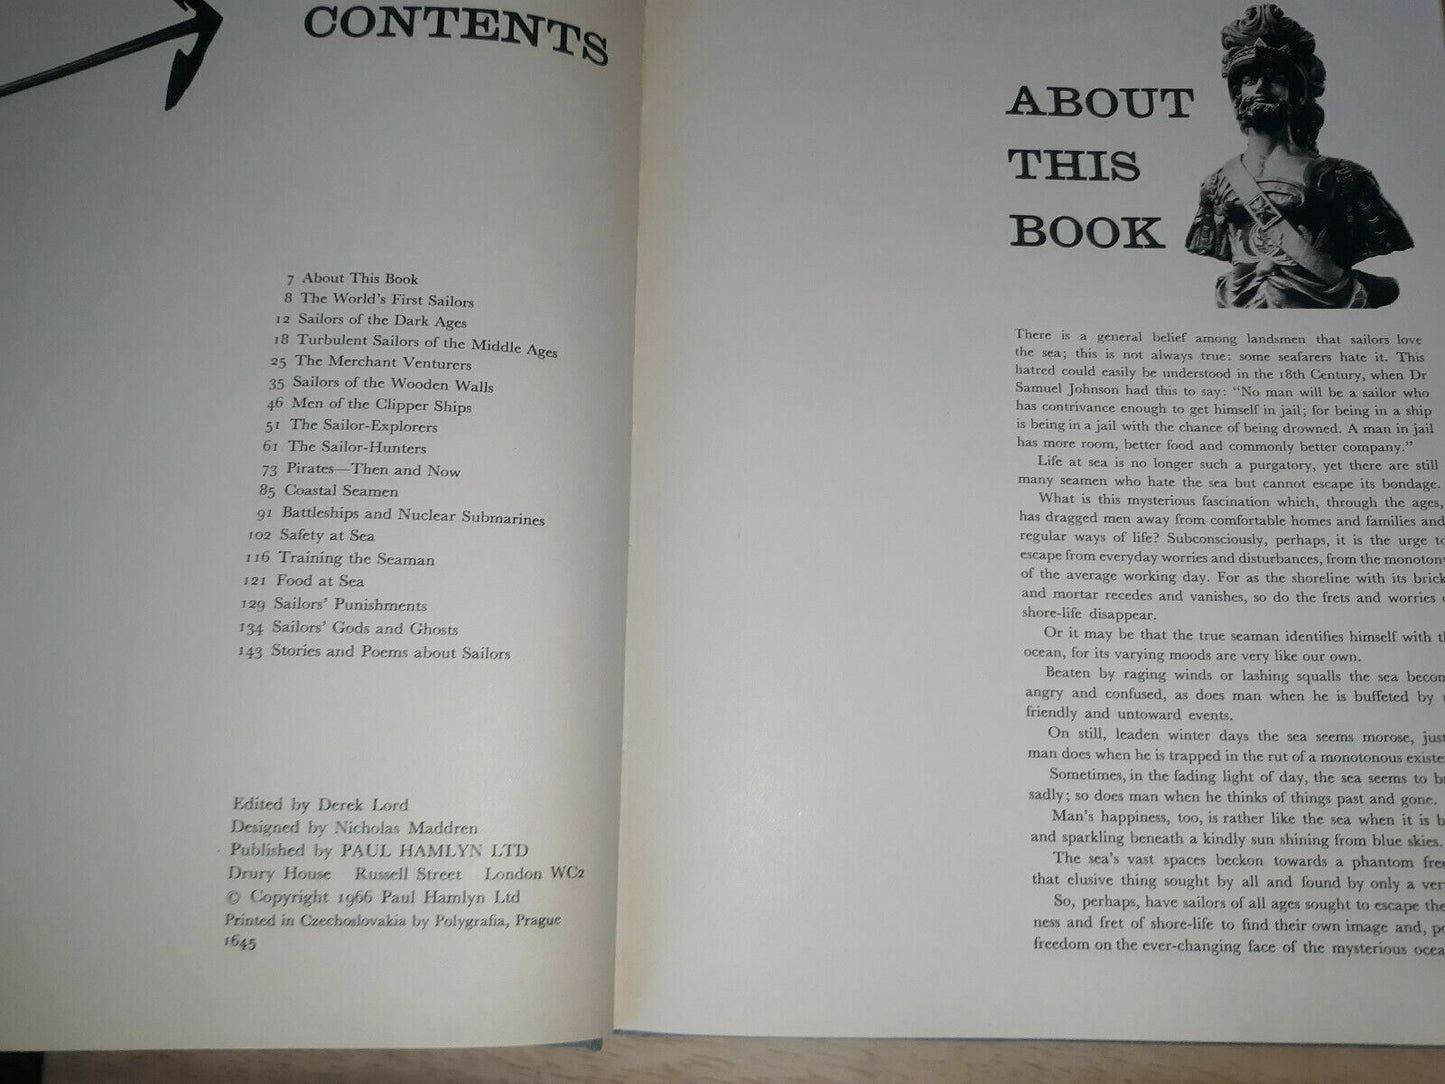 CONTENTS
7 About This Book
8 The World's First Sailors
12 Sailors of the Dark Ages
18 Turbulent Sailors of the Middle Ages
25 The Merchant Venturers
35 Sailors of the Wooden Walls
46 Men of the Clipper Ships
51 The Sailor-Explorers
61 The Sailor-Hunters
73 Pirates—Then and Now
85 Coastal Seamen
91 Battleships and Nuclear Submarines
102 Safety at Sea
116 Training the Seaman
121 Food at Sea
129 Sailors' Punishments
134 Sailors' Gods and Ghosts
143 Stories and Poems about Sailors
Edited by Derek Lord
Designed by Nicholas Maddren
Published by PAUL HAMLYN LTD
Drury House Russell Street London WC2
© Copyright 1966 Paul Hamlyn Ltd
Printed in Czechoslovakia by Polygrafia, Prague
1645
ABOUT
THIS
BOOK
There is a general belief among landsmen that sailors love
the sea; this is not always true: some seafarers hate it. This
hatred could easily be understood in the 18th Century, when Dr
Samuel Johnson had this to say: "No man will be a sailor who
has contrivance enough to get himself in jail; for being in a ship
is being in a jail with the chance of being drowned. A man in jail
has more room, better food and commonly better company."
Life at sea is no longer such a purgatory, yet there are still
many seamen who hate the sea but cannot escape its bondage.
What is this mysterious fascination which, through the ages,
has dragged men away from comfortable homes and families and
regular ways of life? Subconsciously, perhaps, it is the urge to
escape from everyday worries and disturbances, from the monoton
of the average working day. For as the shoreline with its brick
and mortar recedes and vanishes, so do the frets and worries
shore-life disappear.
Or it may be that the true seaman identifies himself with th
ocean, for its varying moods are very like our own.
Beaten by raging winds or lashing squalls the sea becom
angry and confused, as does man when he is buffeted by
friendly and untoward events.
On still, leaden winter days the sea seems morose, just
man does when he is trapped in the rut of a monotonous existe
Sometimes, in the fading light of day, the sea seems to b
sadly; so does man when he thinks of things past and gone.
Man's happiness, too, is rather like the sea when it is b
and sparkling beneath a kindly sun shining from blue skies.
The sea's vast spaces beckon towards a phantom free
that elusive thing sought by all and found by only a ver
So, perhaps, have sailors of all ages sought to escape the
ness and fret of shore-life to find their own image and, p
freedom on the ever-changing face of the mysterious ocea